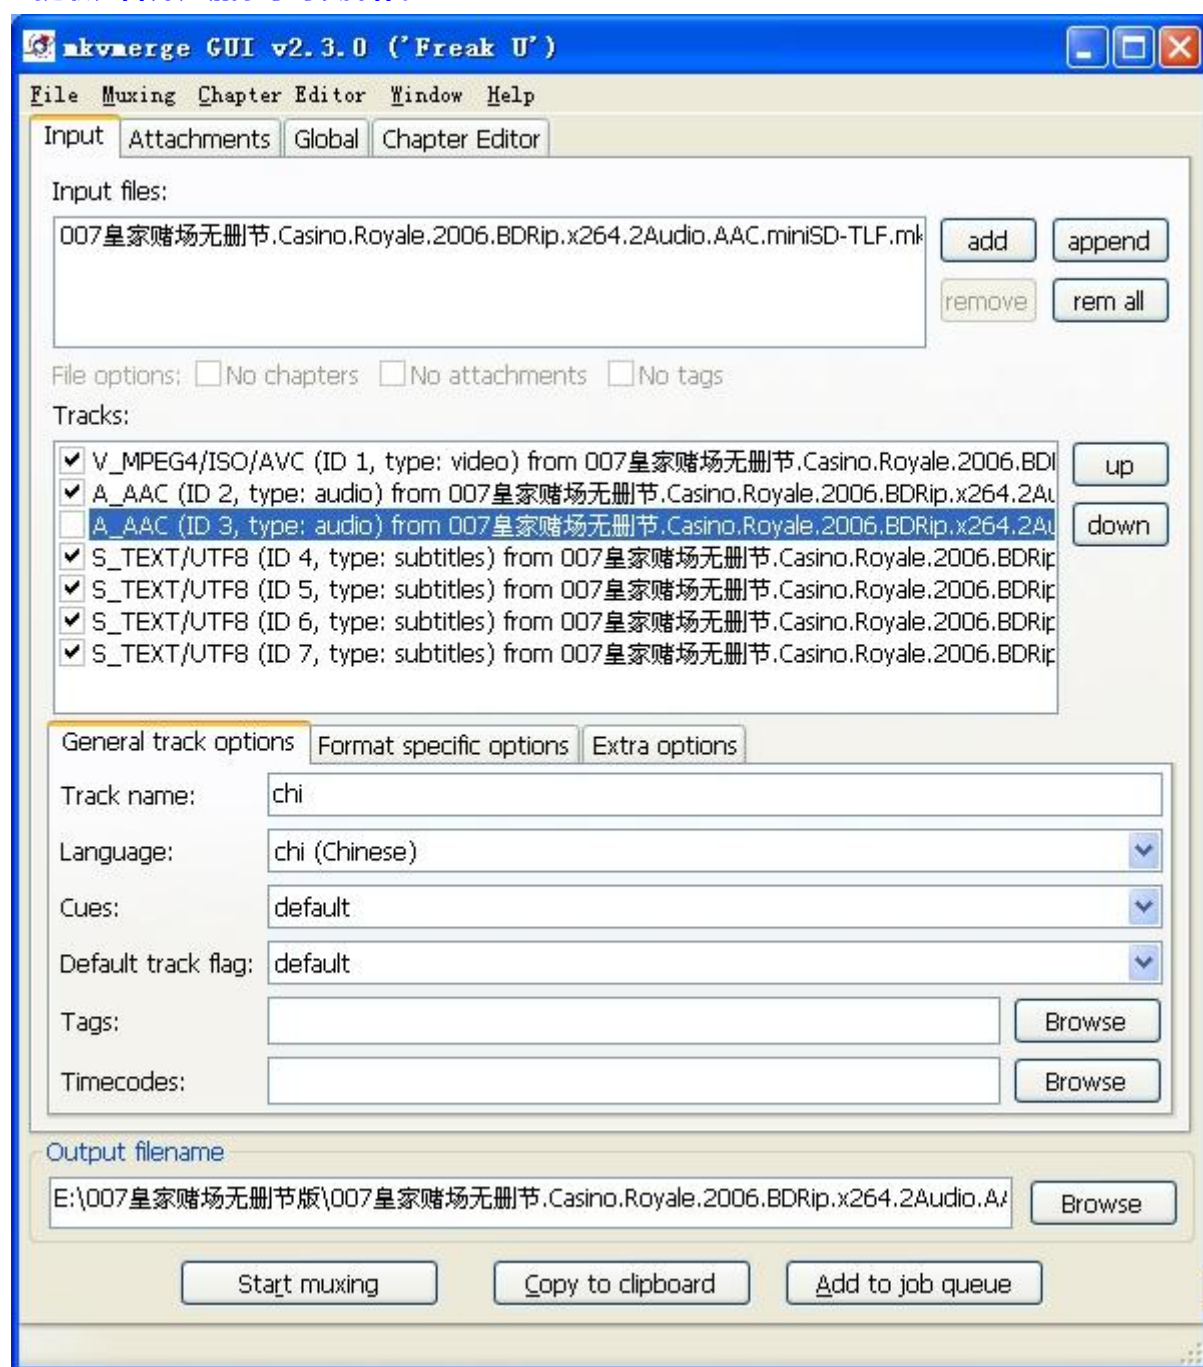 mkvmerge GUI v2.3.0 ('Freak U')
File Muxing Chapter Editor Window Help
Input Attachments Global Chapter Editor
Input files:
007皇家赌场无删节.Casino.Royale.2006.BDRip.x264.2Audio.AAC.miniSD-TLF.mk
add append
remove rem all
File options: No chapters No attachments No tags
Tracks:
V_MPEG4/ISO/AVC (ID 1, type: video) from 007皇家赌场无删节.Casino.Royale.2006.BDI
up
A_AAC (ID 2, type: audio) from 007皇家赌场无删节.Casino.Royale.2006.BDRip.x264.2Au
A_AAC (ID 3, type: audio) from 007皇家赌场无删节.Casino.Royale.2006.BDRip.x264.2Au
down
S_TEXT/UTF8 (ID 4, type: subtitles) from 007皇家赌场无删节.Casino.Royale.2006.BDRip
S_TEXT/UTF8 (ID 5, type: subtitles) from 007皇家赌场无删节.Casino.Royale.2006.BDRip
S_TEXT/UTF8 (ID 6, type: subtitles) from 007皇家赌场无删节.Casino.Royale.2006.BDRip
S_TEXT/UTF8 (ID 7, type: subtitles) from 007皇家赌场无删节.Casino.Royale.2006.BDRip
General track options Format specific options Extra options
Track name: chi
Language: chi (Chinese)
Cues: default
Default track flag: default
Tags: Browse
Timecodes: Browse
Output filename
E:\007皇家赌场无删节版\007皇家赌场无删节.Casino.Royale.2006.BDRip.x264.2Audio.AA Browse
Start muxing Copy to clipboard Add to job queue